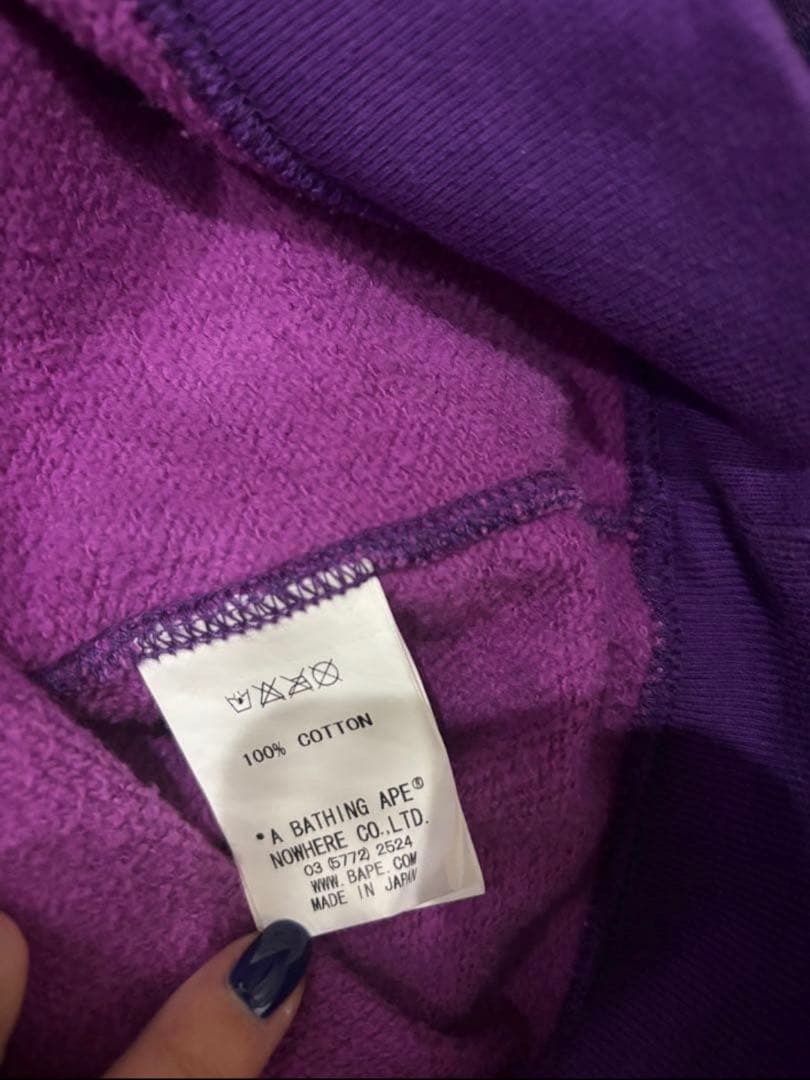 100% COTTON
•A BATHING APE®
NOWHERE CO.,LTD.
03 (5772) 2524
WWW.BAPE.COM
MADE IN JAPAN